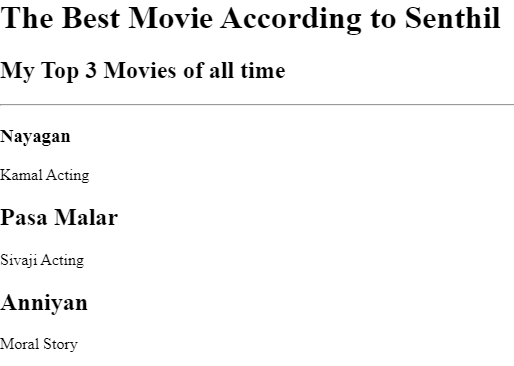 The Best Movie According to Senthil
My Top 3 Movies of all time
Nayagan
Kamal Acting
Pasa Malar
Sivaji Acting
Anniyan
Moral Story